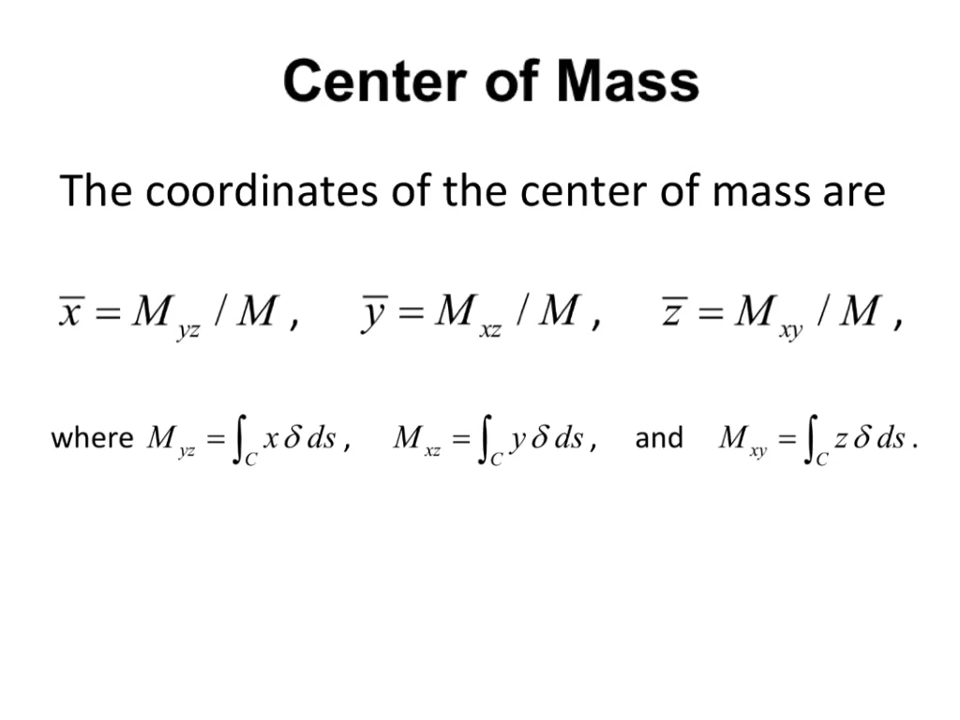 Center of Mass
The coordinates of the center of mass are
x̅ = M_yz / M , y̅ = M_xz / M , z̅ = M_xy / M ,
where M_yz = ∫_C x δ ds , M_xz = ∫_C y δ ds , and M_xy = ∫_C z δ ds .